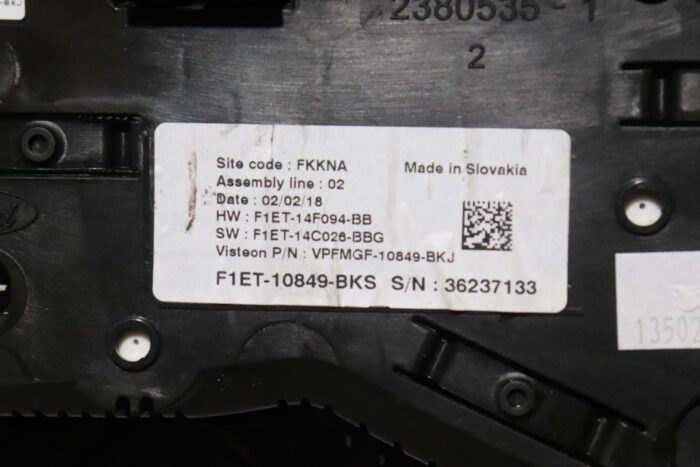 -BKJ
2380535-1
2
Site code : FKKNA
Made in Slovakia
Assembly line : 02
Date : 02/02/18
HW : F1ET-14F094-BB
SW : F1ET-14C026-BBG
Visteon P/N : VPFMGF-10849-BKJ
F1ET-10849-BKS S/N : 36237133
13502